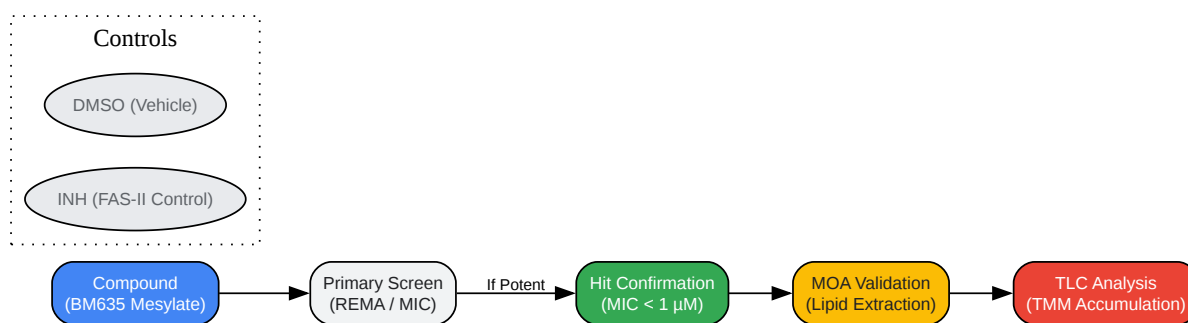 Controls
DMSO (Vehicle)
INH (FAS-II Control)
Compound
(BM635 Mesylate)
Primary Screen
(REMA / MIC)
If Potent
Hit Confirmation
(MIC < 1 µM)
MOA Validation
(Lipid Extraction)
TLC Analysis
(TMM Accumulation)